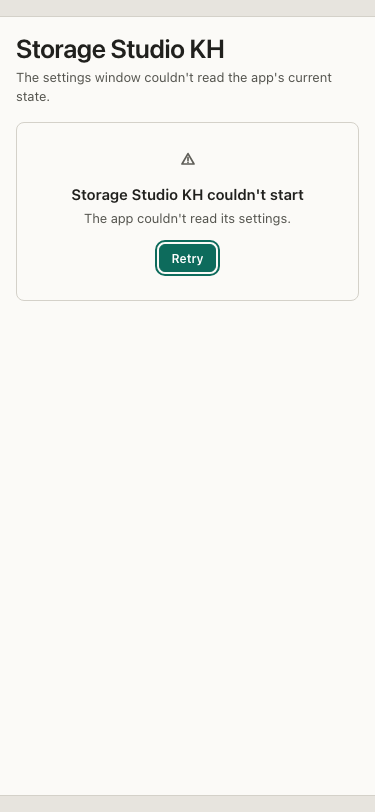 Storage Studio KH
The settings window couldn't read the app's current
state.
Storage Studio KH couldn't start
The app couldn't read its settings.
Retry